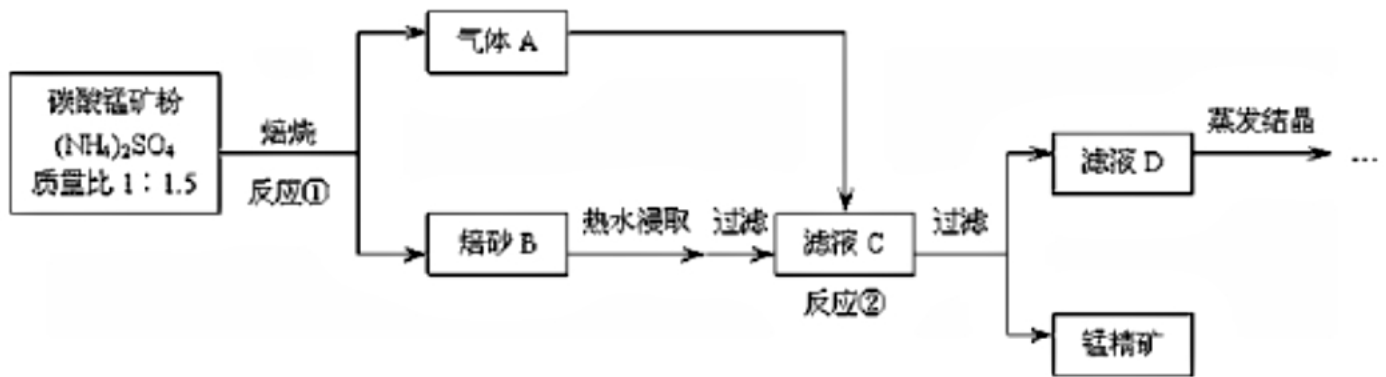 碳酸锰矿粉
(NH₄)₂SO₄
质量比 1：1.5
焙烧
反应①
气体 A
焙砂 B
热水浸取
过滤
滤液 C
反应②
过滤
滤液 D
蒸发结晶
...
锰精矿